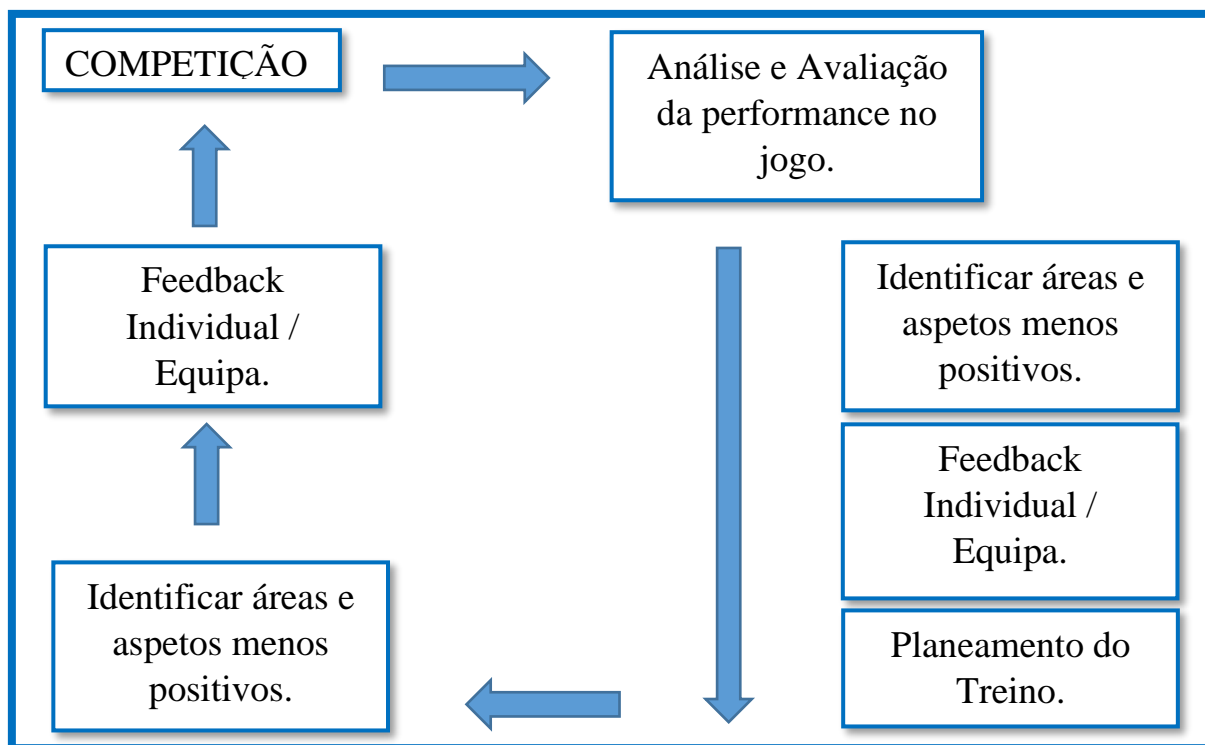 COMPETIÇÃO
Análise e Avaliação
da performance no
jogo.
Identificar áreas e
aspetos menos
positivos.
Feedback
Individual /
Equipa.
Planeamento do
Treino.
Identificar áreas e
aspetos menos
positivos.
Feedback
Individual /
Equipa.